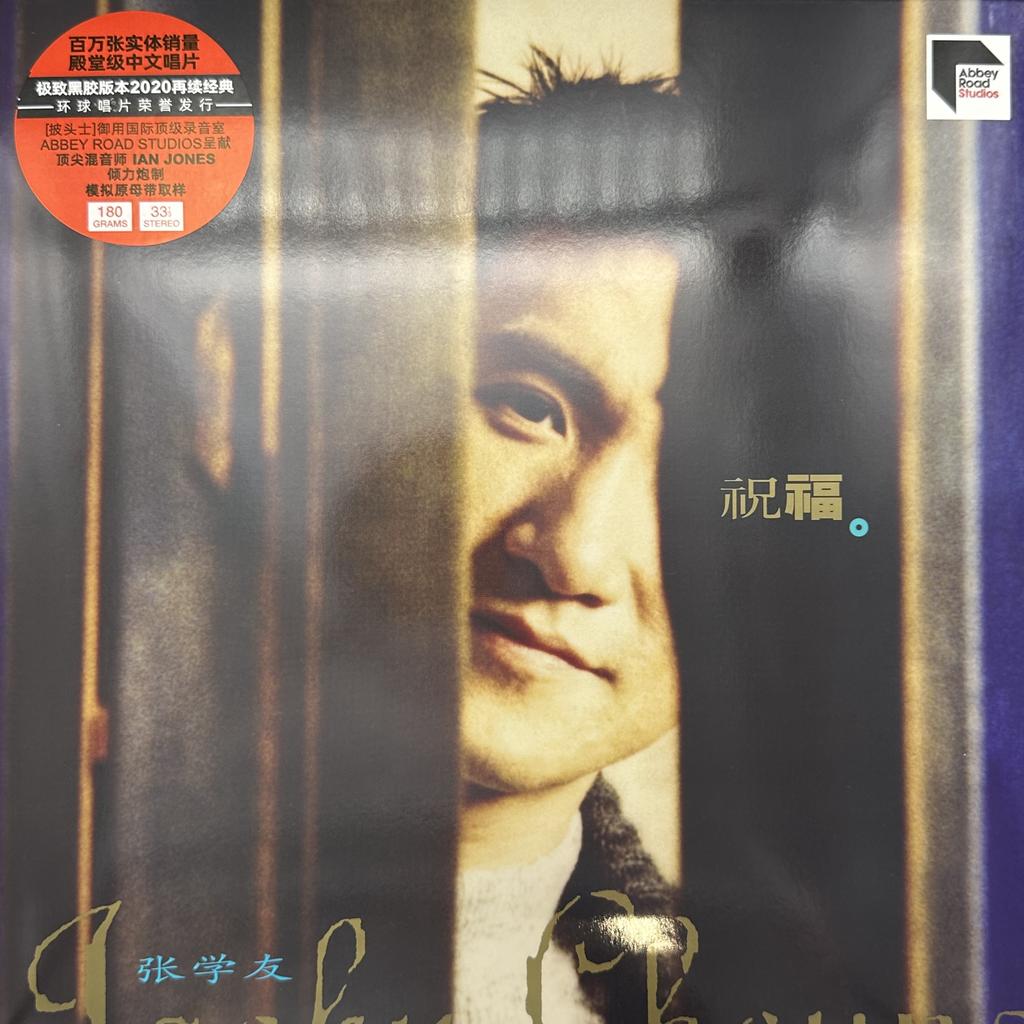 百万张实体销量
殿堂级中文唱片
极致黑胶版本2020再续经典
环球唱片荣誉发行
[披头士]御用国际顶级录音室
ABBEY ROAD STUDIOS呈献
顶尖混音师 IAN JONES
倾力炮制
模拟原母带取样
180
GRAMS
33⅓
STEREO
Abbey
Road
Studios
祝福。
张学友
Jacky Cheung